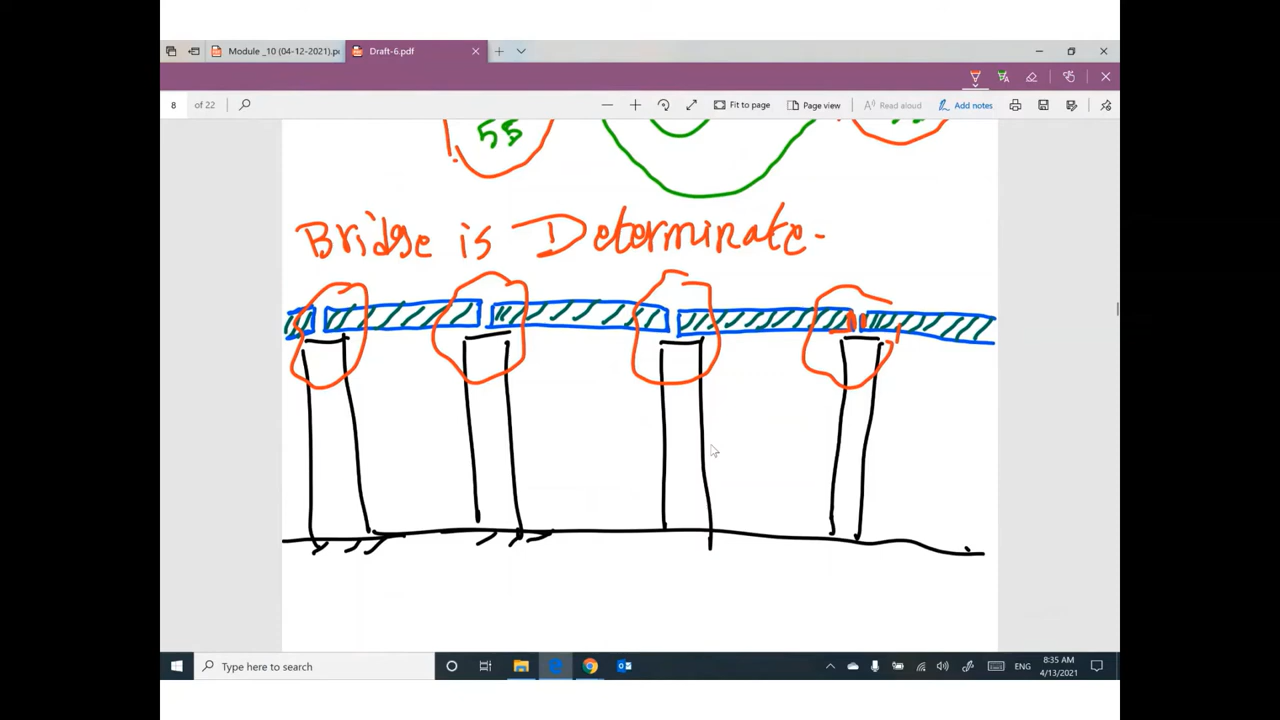 Module _10 (04-12-2021).p
Draft-6.pdf
8 of 22
Fit to page
Page view
Read aloud
Add notes
55
Bridge is Determinate-
Type here to search
ENG
8:35 AM
4/13/2021